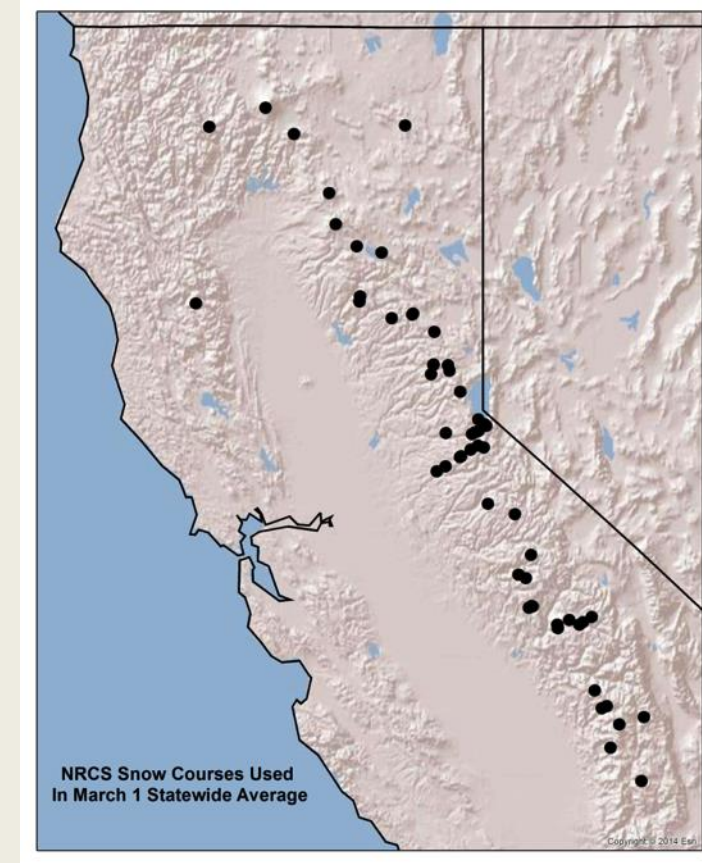 NRCS Snow Courses Used
In March 1 Statewide Average
Copyright:© 2014 Esri